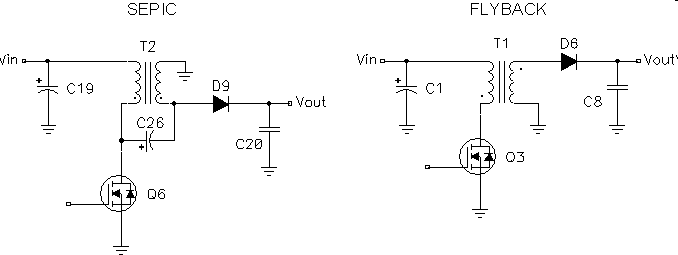 SEPIC
FLYBACK
Vin
T2
C19
D9
Vout
C26
C20
Q6
Vin
T1
D6
Vout
C1
C8
Q3